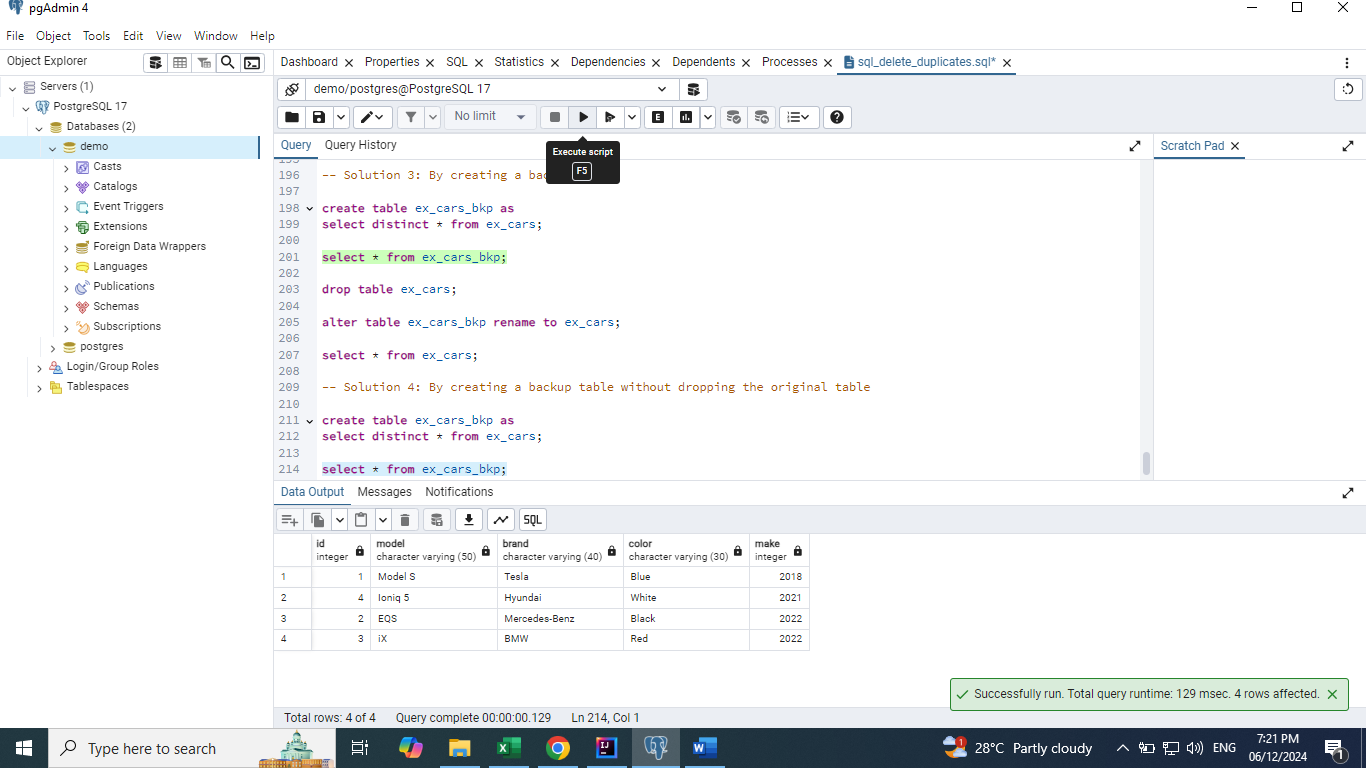 pgAdmin 4
File Object Tools Edit View Window Help
Object Explorer
Servers (1)
PostgreSQL 17
Databases (2)
demo
Casts
Catalogs
Event Triggers
Extensions
Foreign Data Wrappers
Languages
Publications
Schemas
Subscriptions
postgres
Login/Group Roles
Tablespaces
Dashboard Properties SQL Statistics Dependencies Dependents Processes sql_delete_duplicates.sql*
demo/postgres@PostgreSQL 17
No limit
E
Query Query History
Execute script
F5
Scratch Pad
195
196 -- Solution 3: By creating a bac
197
198 create table ex_cars_bkp as
199 select distinct * from ex_cars;
200
201 select * from ex_cars_bkp;
202
203 drop table ex_cars;
204
205 alter table ex_cars_bkp rename to ex_cars;
206
207 select * from ex_cars;
208
209 -- Solution 4: By creating a backup table without dropping the original table
210
211 create table ex_cars_bkp as
212 select distinct * from ex_cars;
213
214 select * from ex_cars_bkp;
Data Output Messages Notifications
SQL
id model brand color make
integer character varying (50) character varying (40) character varying (30) integer
1 1 Model S Tesla Blue 2018
2 4 Ioniq 5 Hyundai White 2021
3 2 EQS Mercedes-Benz Black 2022
4 3 iX BMW Red 2022
Successfully run. Total query runtime: 129 msec. 4 rows affected.
Total rows: 4 of 4 Query complete 00:00:00.129 Ln 214, Col 1
Type here to search
1 28°C Partly cloudy ENG 7:21 PM
06/12/2024
1